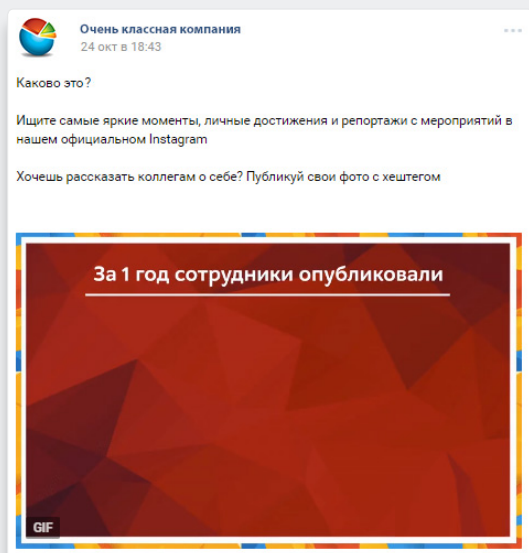 Очень классная компания
24 окт в 18:43
Каково это?
Ищите самые яркие моменты, личные достижения и репортажи с мероприятий в
нашем официальном Instagram
Хочешь рассказать коллегам о себе? Публикуй свои фото с хештегом
За 1 год сотрудники опубликовали
GIF